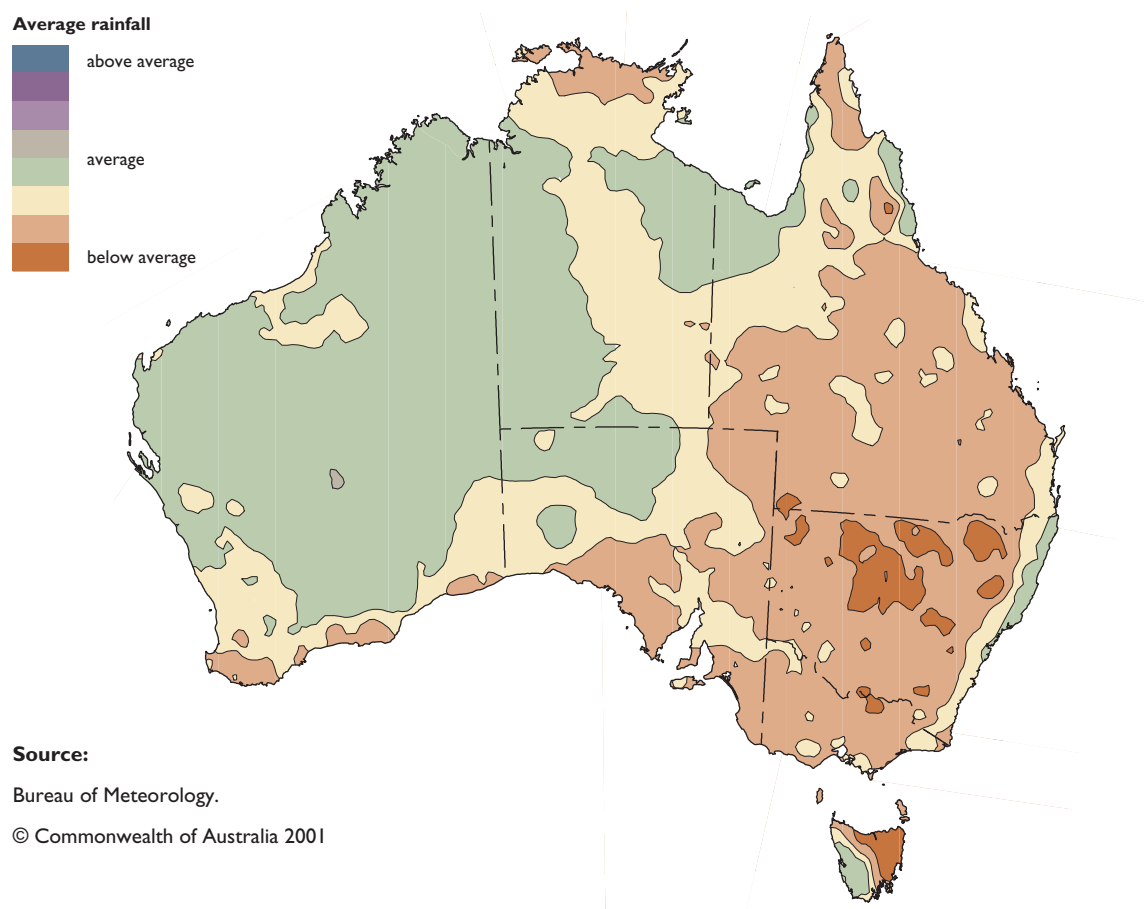 Average rainfall
above average
average
below average
Source:
Bureau of Meteorology.
© Commonwealth of Australia 2001